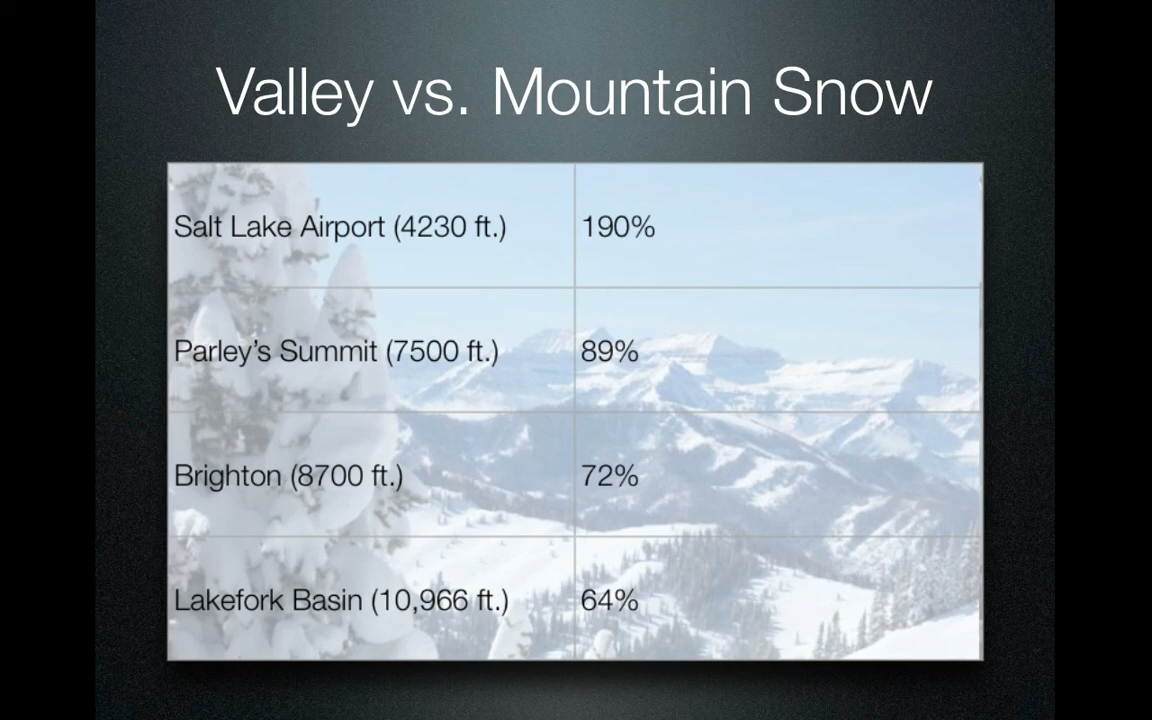 Valley vs. Mountain Snow
Salt Lake Airport (4230 ft.) 190%
Parley’s Summit (7500 ft.) 89%
Brighton (8700 ft.) 72%
Lakefork Basin (10,966 ft.) 64%